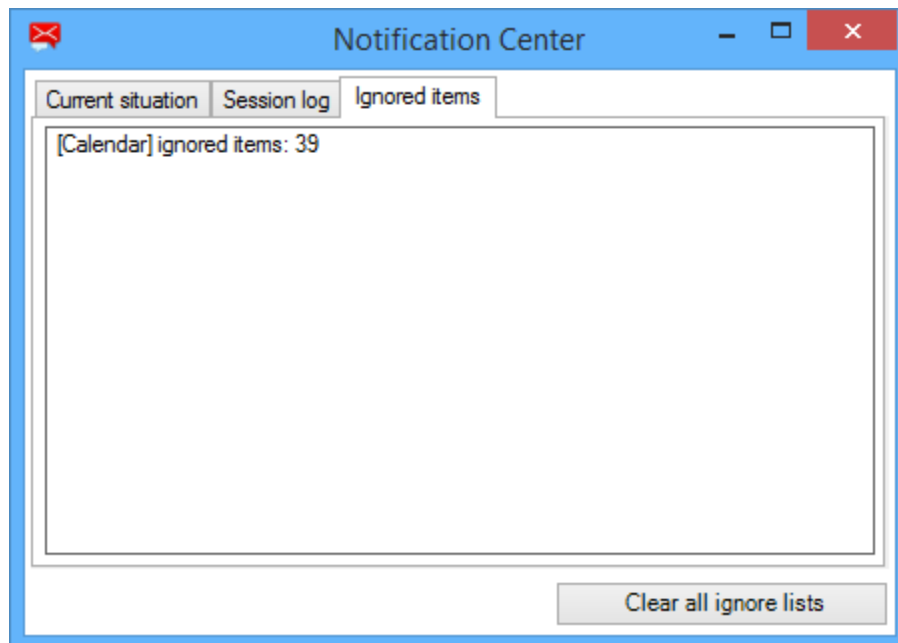 Notification Center
Current situation Session log Ignored items
[Calendar] ignored items: 39
Clear all ignore lists